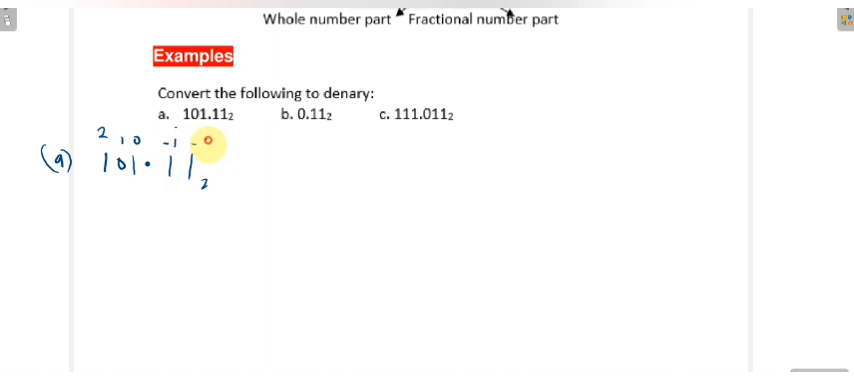 Whole number part Fractional number part
Examples
Convert the following to denary:
a. 101.11₂ b. 0.11₂ c. 111.011₂
2 1 0 -1 -
(a) 101.11₂